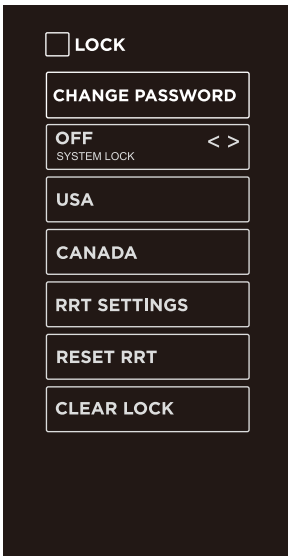 LOCK
CHANGE PASSWORD
OFF < >
SYSTEM LOCK
USA
CANADA
RRT SETTINGS
RESET RRT
CLEAR LOCK